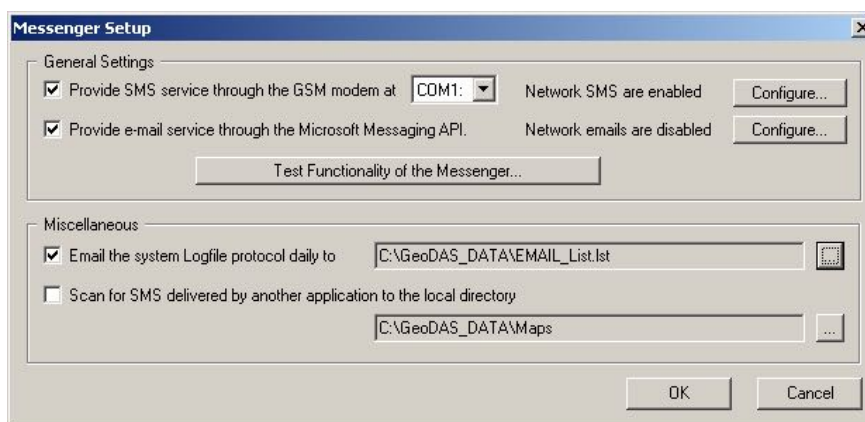 Messenger Setup
General Settings
Provide SMS service through the GSM modem at COM1: Network SMS are enabled Configure...
Provide e-mail service through the Microsoft Messaging API. Network emails are disabled Configure...
Test Functionality of the Messenger...
Miscellaneous
Email the system Logfile protocol daily to C:\GeoDAS_DATA\EMAIL_List.lst ...
Scan for SMS delivered by another application to the local directory
C:\GeoDAS_DATA\Maps ...
OK Cancel